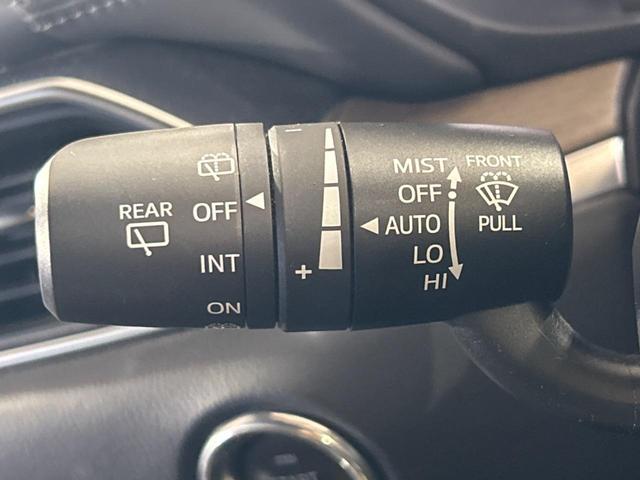 REAR
OFF
INT
ON
−
+
MIST
OFF
AUTO
LO
HI
FRONT
PULL